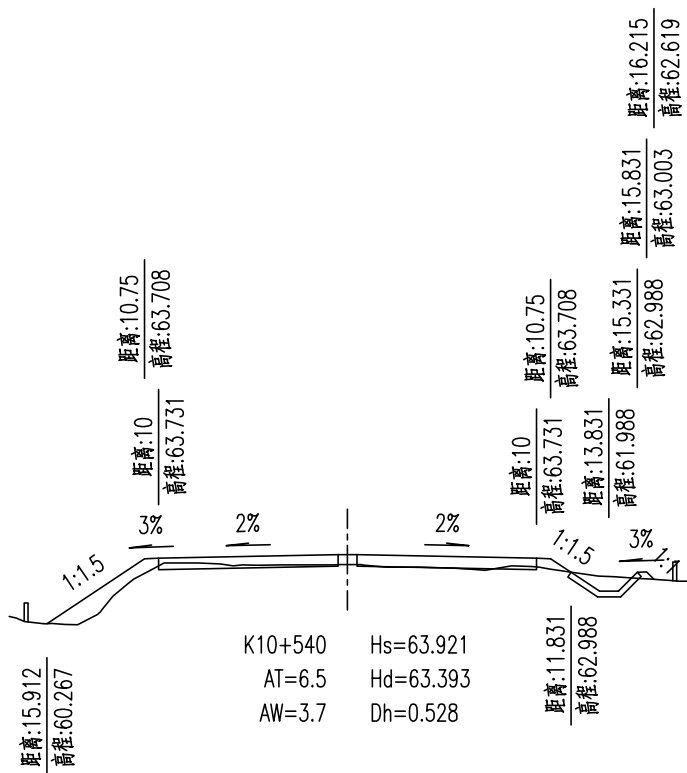 距离:16.215
高程:62.619
距离:15.831
高程:63.003
距离:10.75
高程:63.708
距离:10.75
高程:63.708
距离:15.331
高程:62.988
距离:10
高程:63.731
距离:10
高程:63.731
距离:13.831
高程:61.988
3%
2%
2%
3%
1:1.5
1:1.5
1:1
K10+540 Hs=63.921
AT=6.5 Hd=63.393
AW=3.7 Dh=0.528
距离:11.831
高程:62.988
距离:15.912
高程:60.267